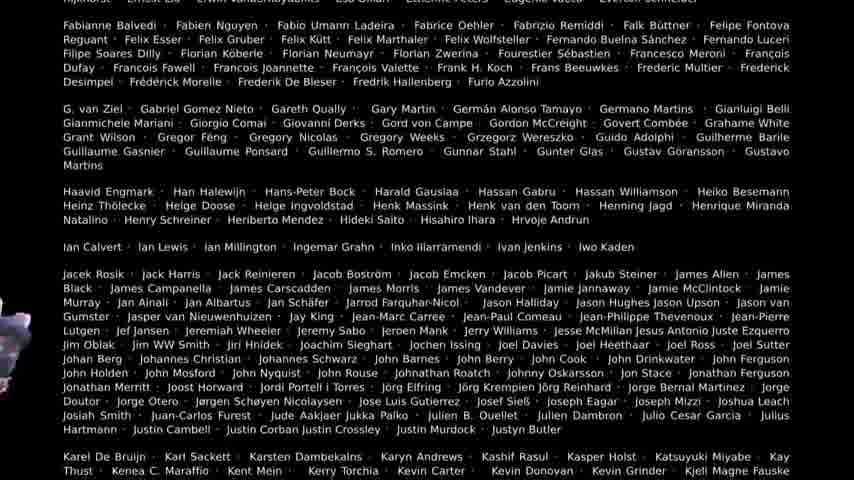 Fabianne Balvedi · Fabien Nguyen · Fabio Umann Ladeira · Fabrice Oehler · Fabrizio Remiddi · Falk Büttner · Felipe Fontova
Reguant · Felix Esser · Felix Gruber · Felix Kütt · Felix Marthaler · Felix Wolfsteller · Fernando Buelna Sánchez · Fernando Luceri
Filipe Soares Dilly · Florian Köberle · Florian Neumayr · Florian Zwerina · Fourestier Sébastien · Francesco Meroni · François
Dufay · Francois Fawell · Francois Joannette · François Valette · Frank H. Koch · Frans Beeuwkes · Frederic Multier · Frederick
Desimpel · Frédérick Morelle · Frederik De Bleser · Fredrik Hallenberg · Furio Azzolini
G. van Ziel · Gabriel Gomez Nieto · Gareth Qually · Gary Martin · Germán Alonso Tamayo · Germano Martins · Gianluigi Belli
Gianmichele Mariani · Giorgio Comai · Giovanni Derks · Gord von Campe · Gordon McCreight · Govert Combée · Grahame White
Grant Wilson · Gregor Féng · Gregory Nicolas · Gregory Weeks · Grzegorz Wereszko · Guido Adolphi · Guilherme Barile
Guillaume Gasnier · Guillaume Ponsard · Guillermo S. Romero · Gunnar Stahl · Gunter Glas · Gustav Göransson · Gustavo
Martins
Haavid Engmark · Han Halewijn · Hans-Peter Bock · Harald Gauslaa · Hassan Gabru · Hassan Williamson · Heiko Besemann
Heinz Thölecke · Helge Doose · Helge Ingvoldstad · Henk Massink · Henk van den Toom · Henning Jagd · Henrique Miranda
Natalino · Henry Schreiner · Heriberto Mendez · Hideki Saito · Hisahiro Ihara · Hrvoje Andrun
Ian Calvert · Ian Lewis · Ian Millington · Ingemar Grahn · Inko Illarramendi · Ivan Jenkins · Iwo Kaden
Jacek Rosik · Jack Harris · Jack Reinieren · Jacob Boström · Jacob Emcken · Jacob Picart · Jakub Steiner · James Allen · James
Black · James Campanella · James Carscadden · James Morris · James Vandever · Jamie Jannaway · Jamie McClintock · Jamie
Murray · Jan Ainali · Jan Albartus · Jan Schäfer · Jarrod Farquhar-Nicol · Jason Halliday · Jason Hughes Jason Upson · Jason van
Gumster · Jasper van Nieuwenhuizen · Jay King · Jean-Marc Carree · Jean-Paul Comeau · Jean-Philippe Thevenoux · Jean-Pierre
Lutgen · Jef Jansen · Jeremiah Wheeler · Jeremy Sabo · Jeroen Mank · Jerry Williams · Jesse McMilan Jesus Antonio Juste Ezquerro
Jim Oblak · Jim WW Smith · Jiri Hnídek · Joachim Sieghart · Jochen Issing · Joel Davies · Joel Heethaar · Joel Ross · Joel Sutter
Johan Berg · Johannes Christian · Johannes Schwarz · John Barnes · John Berry · John Cook · John Drinkwater · John Ferguson
John Holden · John Mosford · John Nyquist · John Rouse · Johnathan Roatch · Johnny Oskarsson · Jon Stace · Jonathan Ferguson
Jonathan Merritt · Joost Horward · Jordi Portell i Torres · Jörg Elfring · Jörg Krempien Jörg Reinhard · Jorge Bernal Martinez · Jorge
Doutor · Jorge Otero · Jørgen Schøyen Nicolaysen · Jose Luis Gutierrez · Josef Sieß · Joseph Eagar · Joseph Mizzi · Joshua Leach
Josiah Smith · Juan-Carlos Furest · Jude Aakjaer Jukka Palko · Julien B. Ouellet · Julien Dambron · Julio Cesar Garcia · Julius
Hartmann · Justin Cambell · Justin Corban Justin Crossley · Justin Murdock · Justyn Butler
Karel De Bruijn · Karl Sackett · Karsten Dambekalns · Karyn Andrews · Kashif Rasul · Kasper Holst · Katsuyuki Miyabe · Kay
Thust · Kenea C. Maraffio · Kent Mein · Kerry Torchia · Kevin Carter · Kevin Donovan · Kevin Grinder · Kjell Magne Fauske